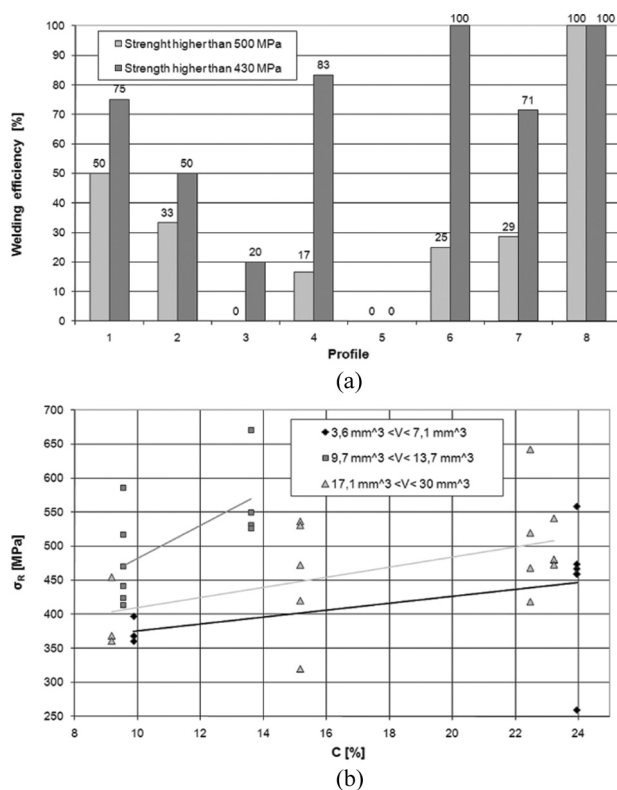 100
90
80
70
60
50
40
30
20
10
0
Welding efficiency [%]
Strenght higher than 500 MPa
Strength higher than 430 MPa
50
75
33
50
0
20
17
83
0
0
25
100
29
71
100
100
1 2 3 4 5 6 7 8
Profile
(a)
700
650
600
550
500
450
400
350
300
250
σR [MPa]
3,6 mm^3 <V< 7,1 mm^3
9,7 mm^3 <V< 13,7 mm^3
17,1 mm^3 <V< 30 mm^3
8 10 12 14 16 18 20 22 24
C [%]
(b)